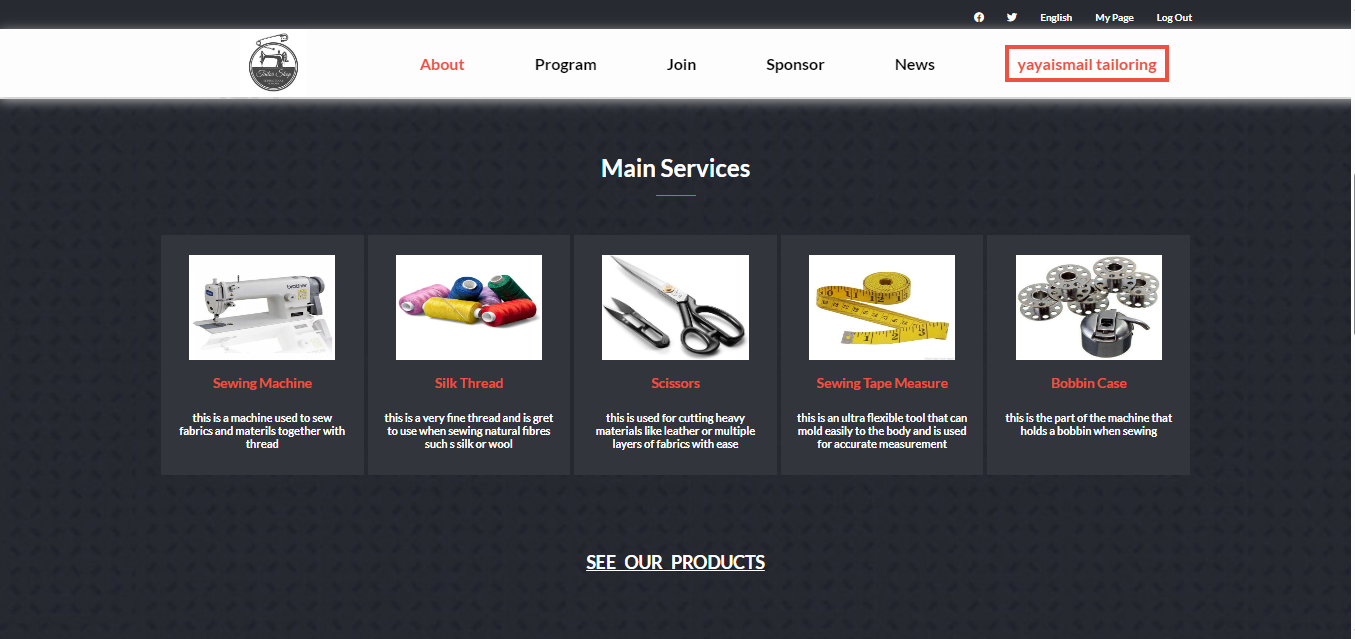 English My Page Log Out
Tailor Shop
About Program Join Sponsor News yayaismail tailoring
Main Services
Sewing Machine
this is a machine used to sew
fabrics and materils together with
thread
Silk Thread
this is a very fine thread and is gret
to use when sewing natural fibres
such s silk or wool
Scissors
this is used for cutting heavy
materials like leather or multiple
layers of fabrics with ease
Sewing Tape Measure
this is an ultra flexible tool that can
mold easily to the body and is used
for accurate measurement
Bobbin Case
this is the part of the machine that
holds a bobbin when sewing
SEE OUR PRODUCTS